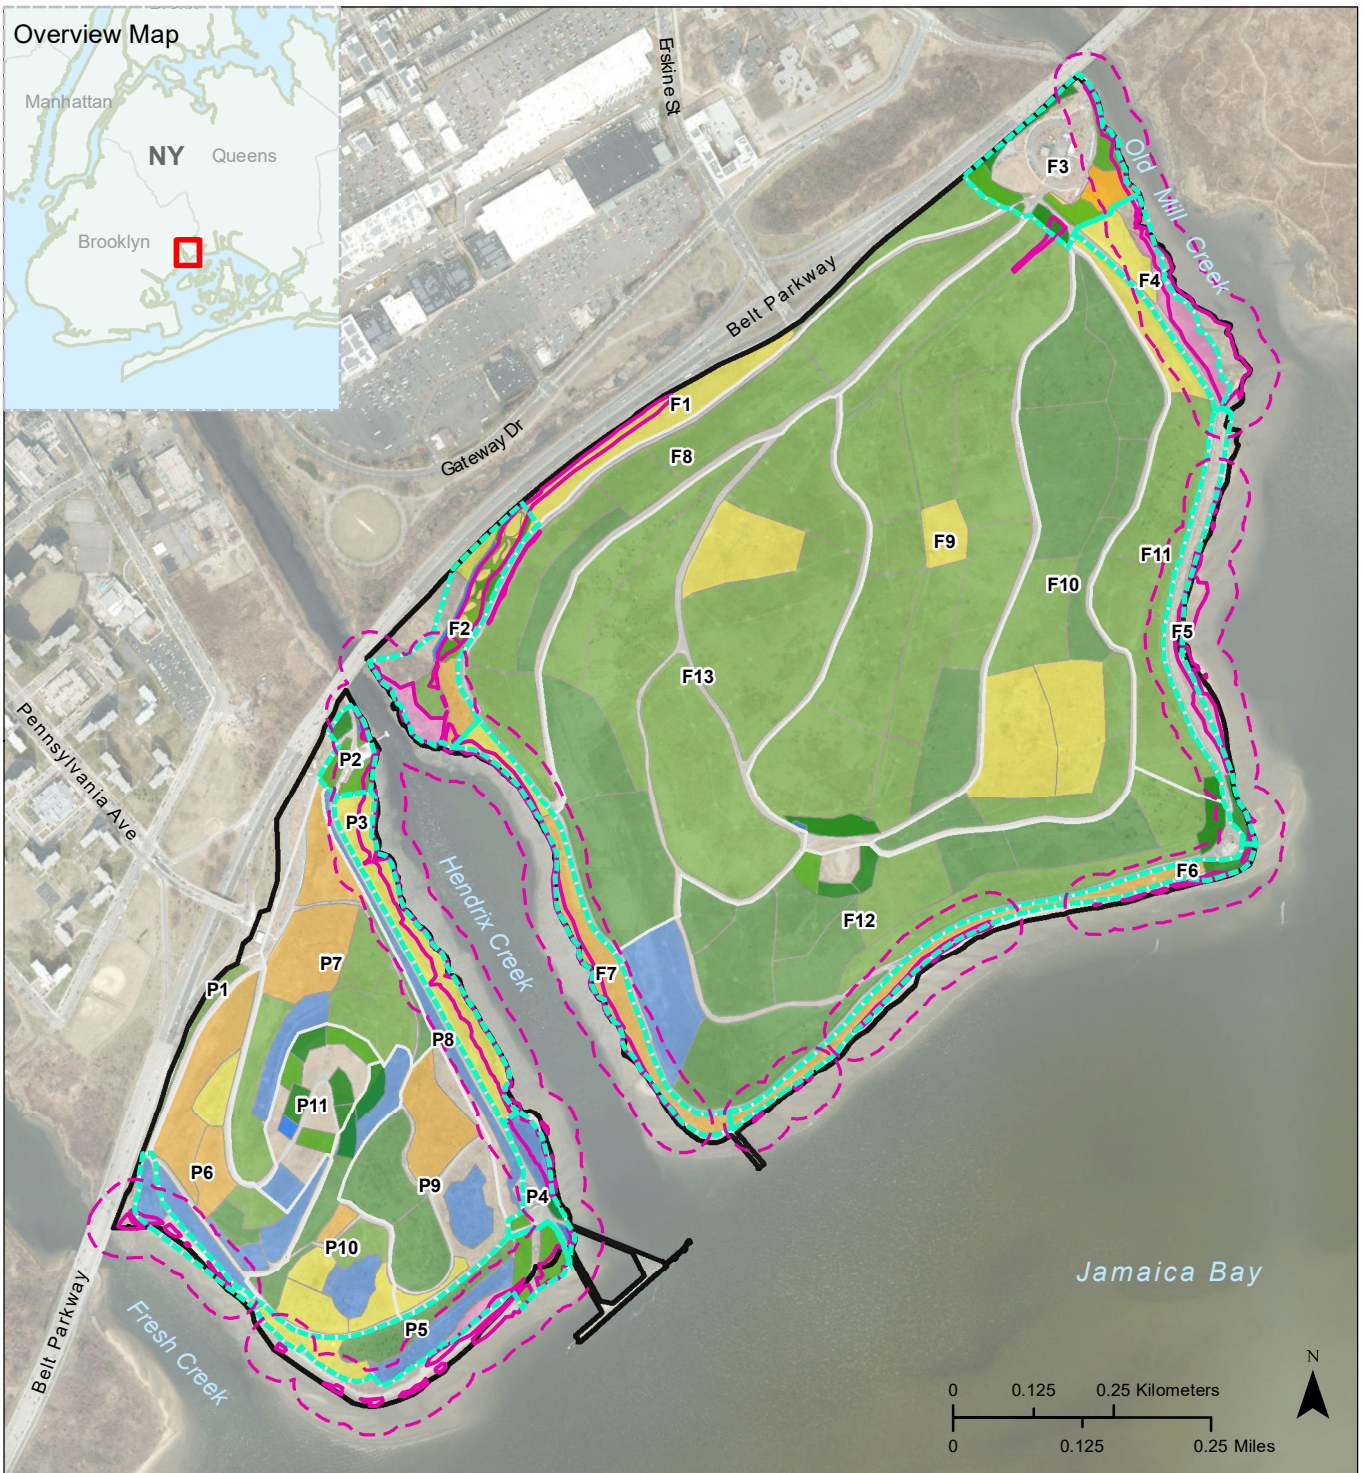 Bronx
Overview Map
Manhattan
NY
Queens
Brooklyn
Erskine St
F3
Old Mill Creek
F4
Belt Parkway
F1
Gateway Dr
F8
F9
F11
F10
F5
F2
F13
Pennsylvania Ave
P2
P3
Hendrix Creek
F6
F12
P7
F7
P1
P8
P11
P6
P9
P4
P10
P5
Jamaica Bay
Belt Parkway
Fresh Creek
N
0 0.125 0.25 Kilometers
0 0.125 0.25 Miles